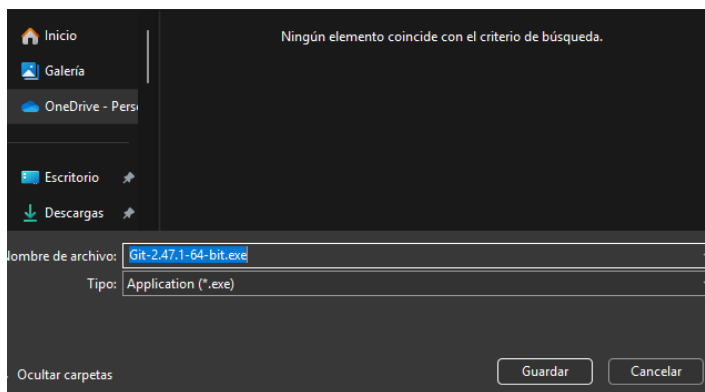 Inicio
Ningún elemento coincide con el criterio de búsqueda.
Galería
OneDrive - Pers
Escritorio
Descargas
ombre de archivo: Git-2.47.1-64-bit.exe
Tipo: Application (*.exe)
Ocultar carpetas
Guardar
Cancelar